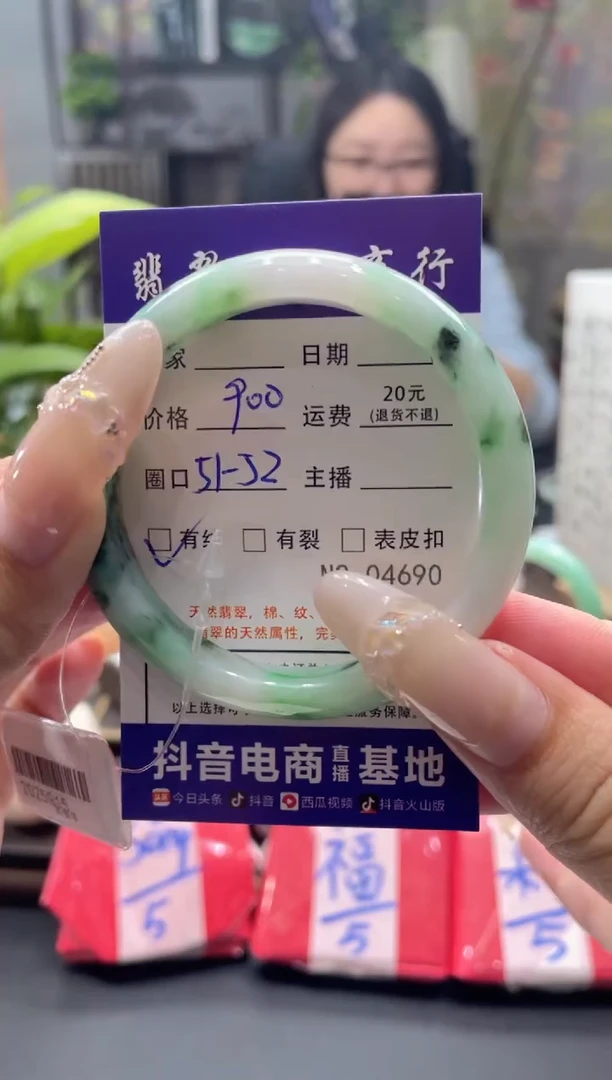 翡 行
家 日期
价格 900 运费 20元
(退货不退)
圈口 51-52 主播
有 有裂 表皮扣
04690
天然翡翠，棉、纹、
翡翠的天然属性，完
以上选择 服务保障。
抖音电商 直播 基地
今日头条 抖音 西瓜视频 抖音火山版
5
福
5
5